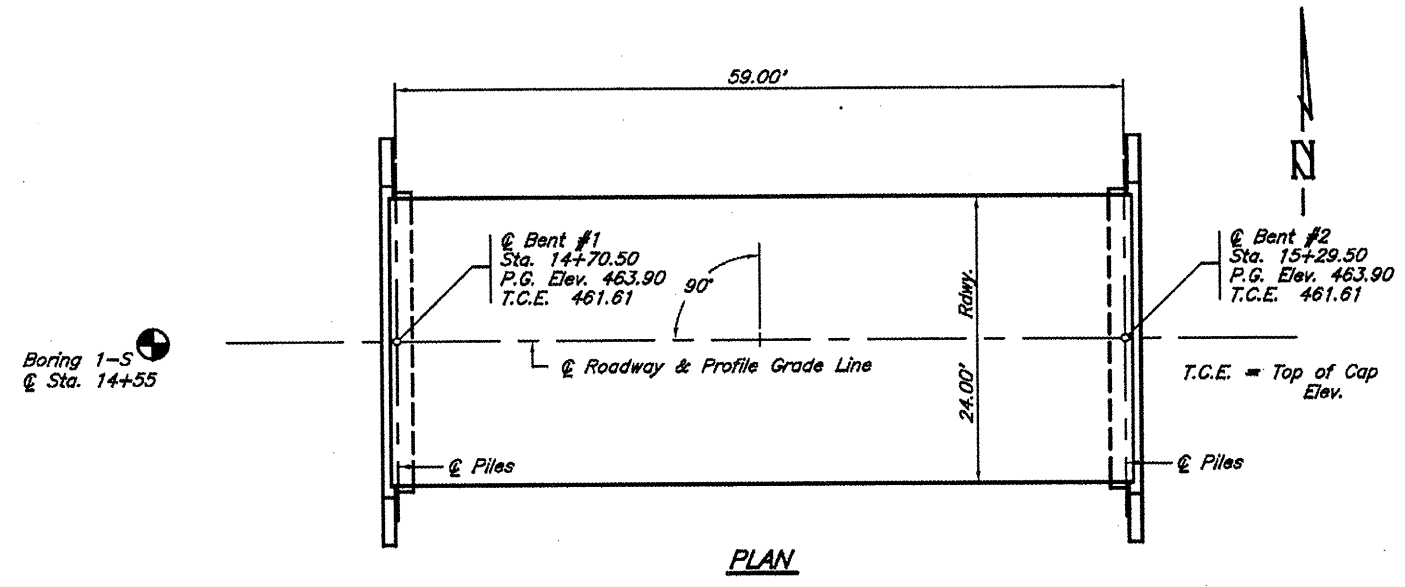 59.00'
N
℄ Bent #1
Sta. 14+70.50
P.G. Elev. 463.90
T.C.E. 461.61
90°
Rdwy.
24.00'
℄ Bent #2
Sta. 15+29.50
P.G. Elev. 463.90
T.C.E. 461.61
Boring 1-S
℄ Sta. 14+55
℄ Roadway & Profile Grade Line
T.C.E. = Top of Cap
Elev.
℄ Piles
℄ Piles
PLAN